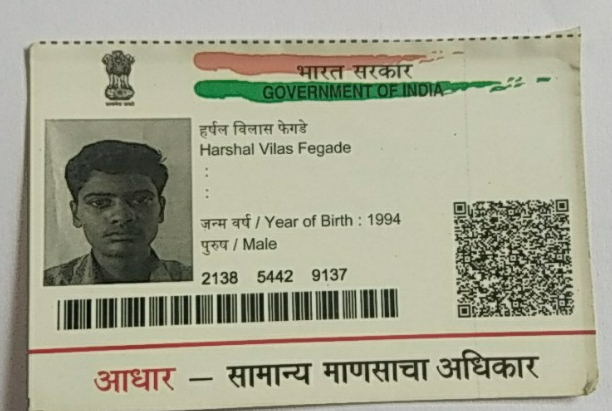 भारत सरकार
GOVERNMENT OF INDIA
हर्षल विलास फेगडे
Harshal Vilas Fegade
:
:
जन्म वर्ष / Year of Birth : 1994
पुरुष / Male
2138 5442 9137
आधार — सामान्य माणसाचा अधिकार